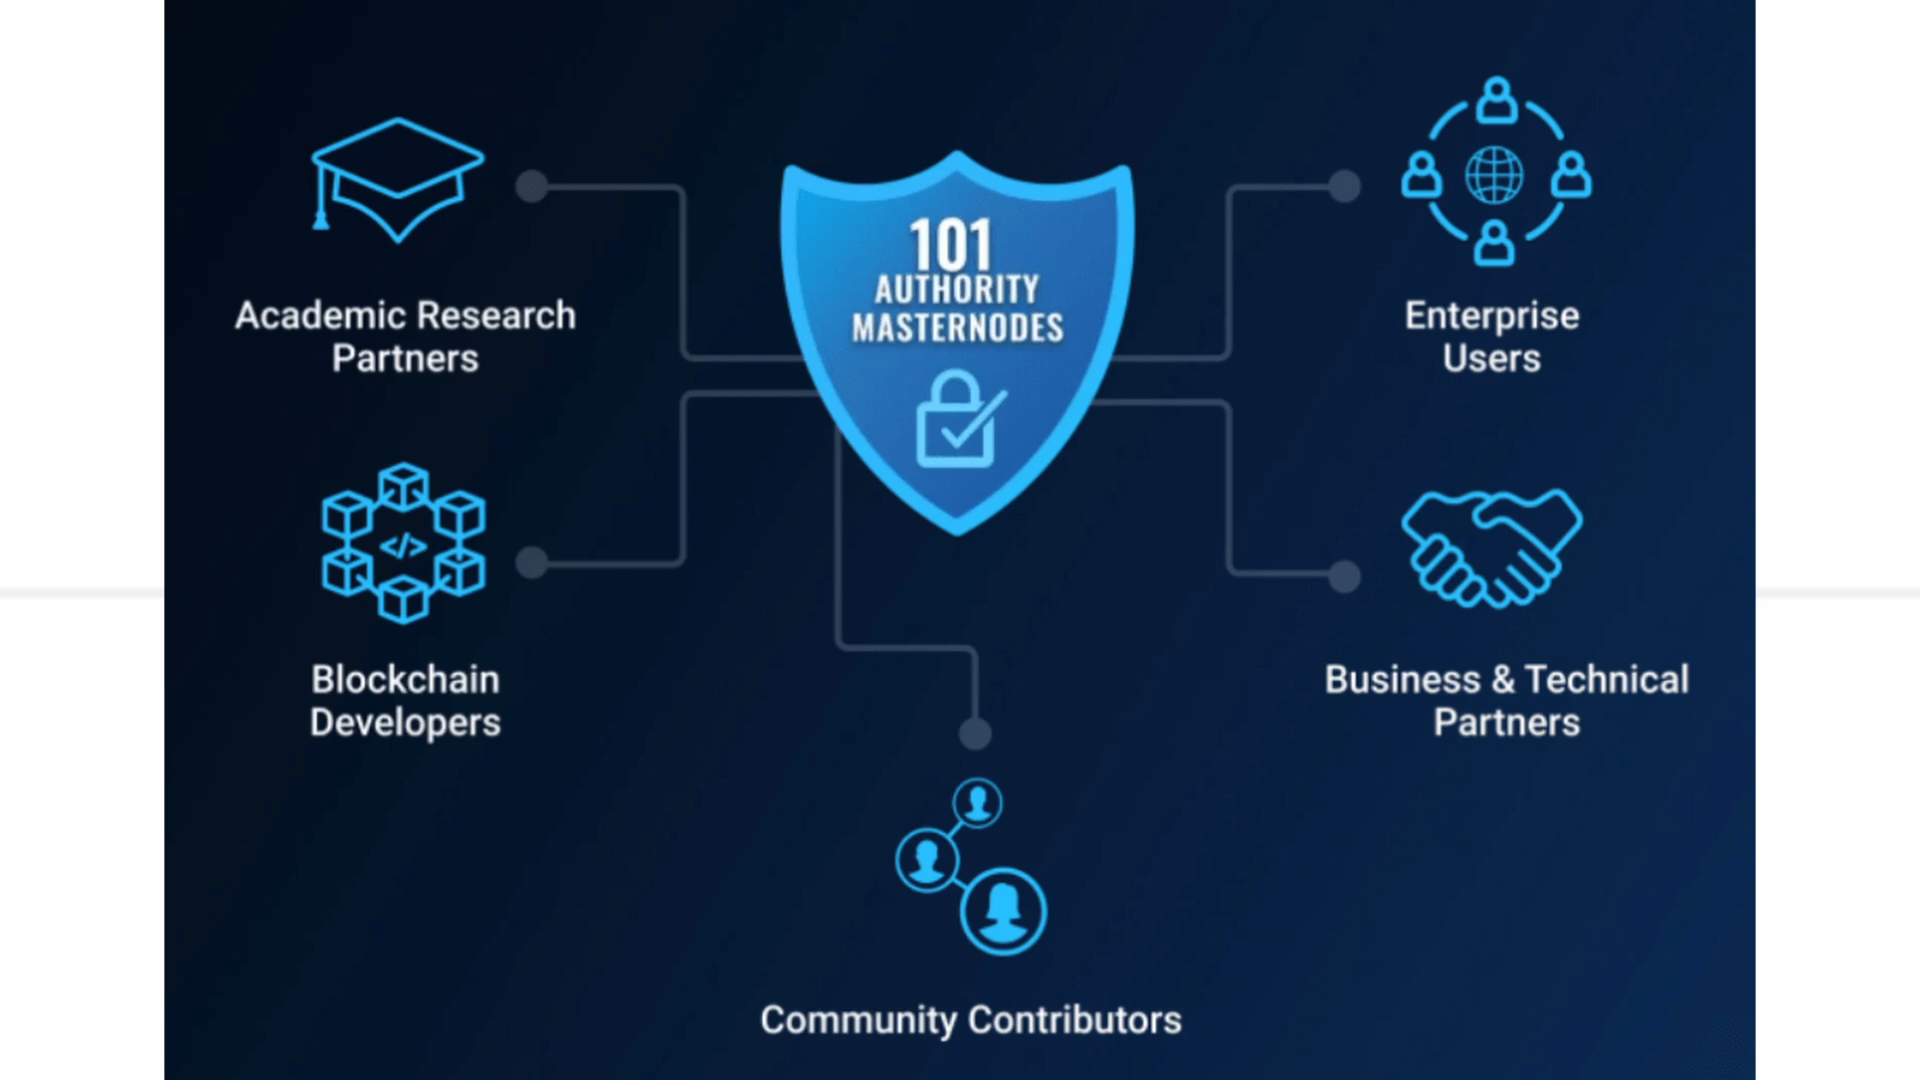 101
AUTHORITY
MASTERNODES
Academic Research
Partners
Enterprise
Users
</>
Blockchain
Developers
Business & Technical
Partners
Community Contributors